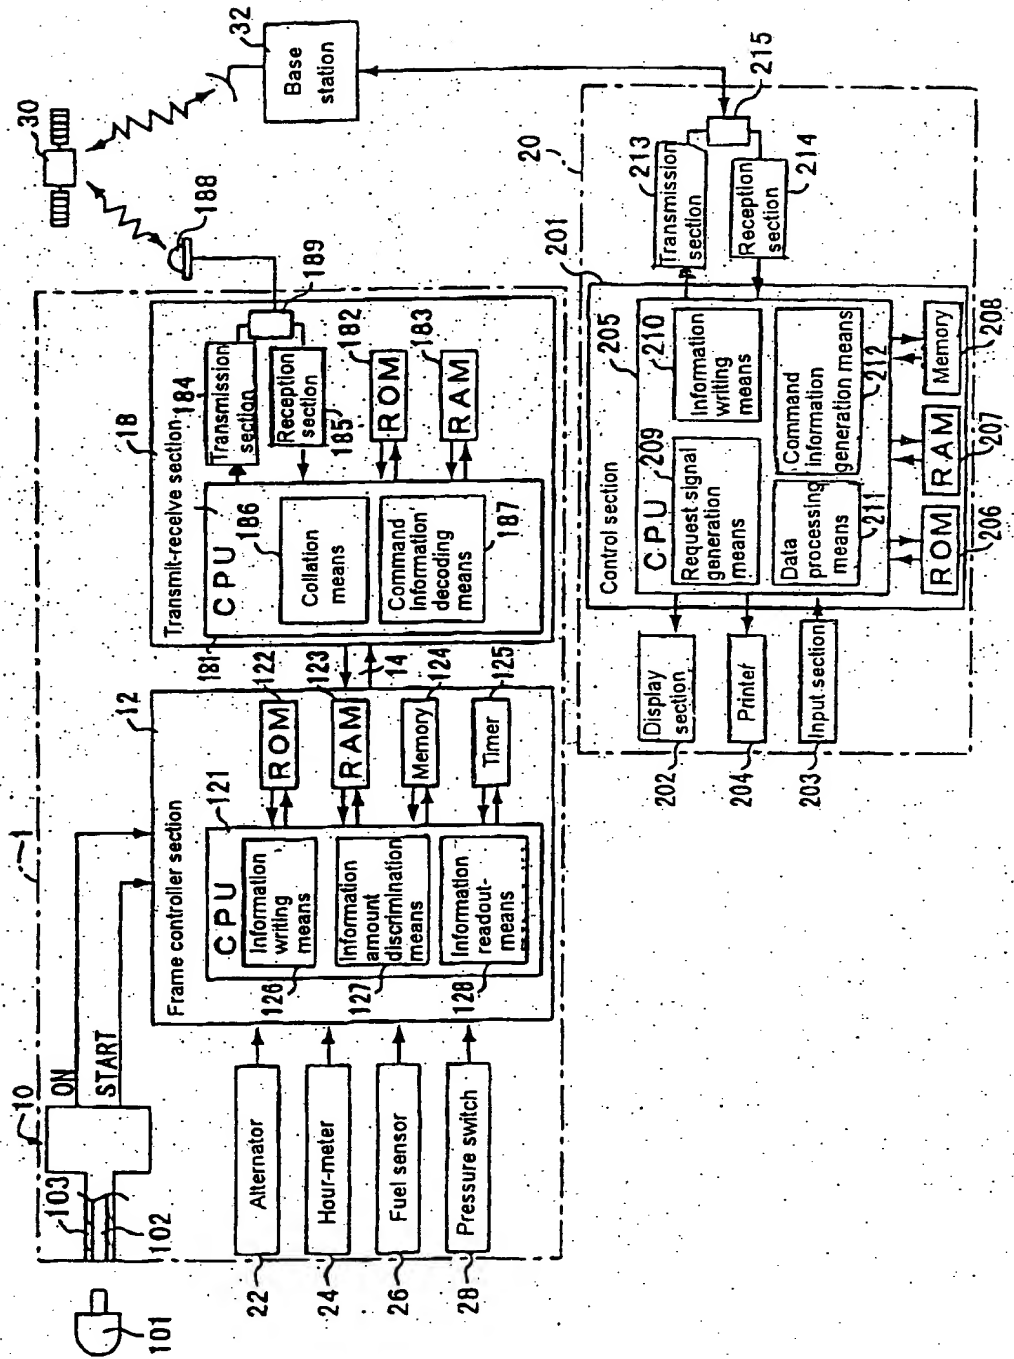 1
10
ON
START
103
102
101
12
Frame controller section
121
CPU
Information
writing
means
126
Information
amount
discrimination
means
127
Information
readout-
means
128
ROM
122
RAM
123
Memory
124
Timer
125
14
Alternator
22
Hour-meter
24
Fuel sensor
26
Pressure switch
28
18
Transmit-receive section
181
CPU
186
Collation
means
Command
Information
decoding
means
187
184
Transmission
section
Reception
section
185
189
188
ROM
182
RAM
183
30
32
Base
station
20
201
Control section
205
CPU
209
Request signal
generation
means
210
Information
writing
means
Data
processing
means
211
Command
information
generation means
212
213
Transmission
section
Reception
section
214
215
Display
section
202
Printer
204
Input section
203
ROM
206
RAM
207
Memory
208